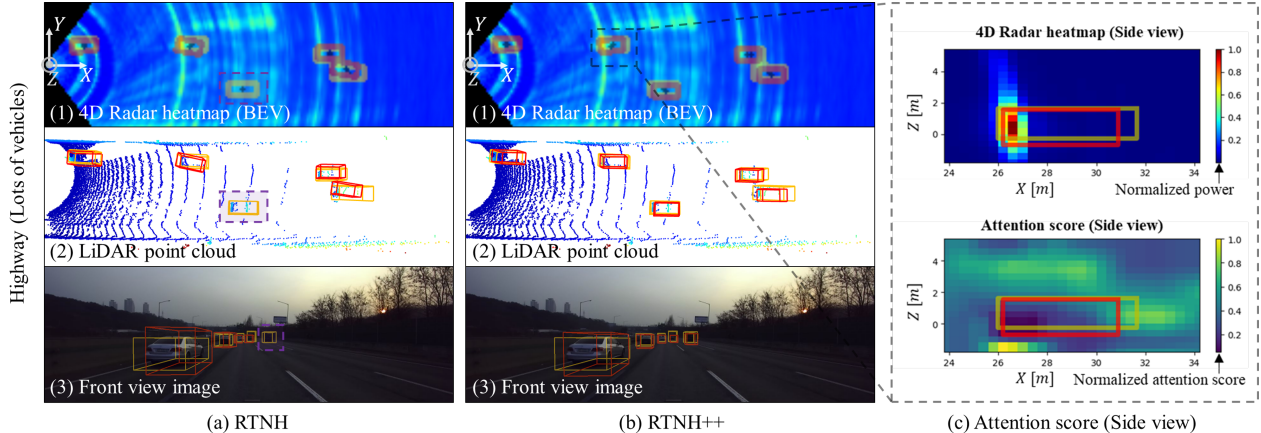 Highway (Lots of vehicles)
Y
Z
X
(1) 4D Radar heatmap (BEV)
(2) LiDAR point cloud
(3) Front view image
(a) RTNH
Y
Z
X
(1) 4D Radar heatmap (BEV)
(2) LiDAR point cloud
(3) Front view image
(b) RTNH++
4D Radar heatmap (Side view)
Z [m]
4
2
0
24 26 28 30 32 34
X [m]
1.0
0.8
0.6
0.4
0.2
Normalized power
Attention score (Side view)
Z [m]
4
2
0
24 26 28 30 32 34
X [m]
1.0
0.8
0.6
0.4
0.2
Normalized attention score
(c) Attention score (Side view)